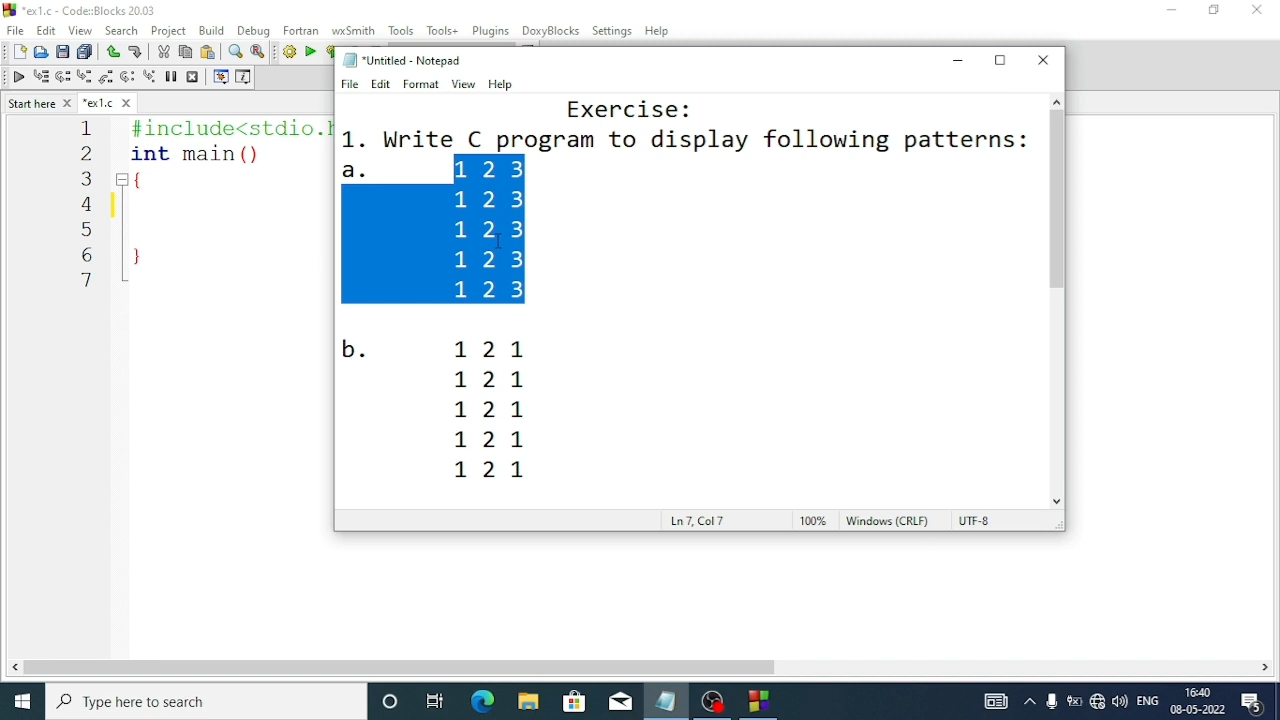 *ex1.c - Code::Blocks 20.03
File Edit View Search Project Build Debug Fortran wxSmith Tools Tools+ Plugins DoxyBlocks Settings Help
Start here *ex1.c
1 #include<stdio.h
2 int main()
3 {
4
5
6 }
7
*Untitled - Notepad
File Edit Format View Help
Exercise:
1. Write C program to display following patterns:
a. 1 2 3
1 2 3
1 2 3
1 2 3
1 2 3
b. 1 2 1
1 2 1
1 2 1
1 2 1
1 2 1
Ln 7, Col 7 100% Windows (CRLF) UTF-8
Type here to search
ENG 16:40
08-05-2022
5